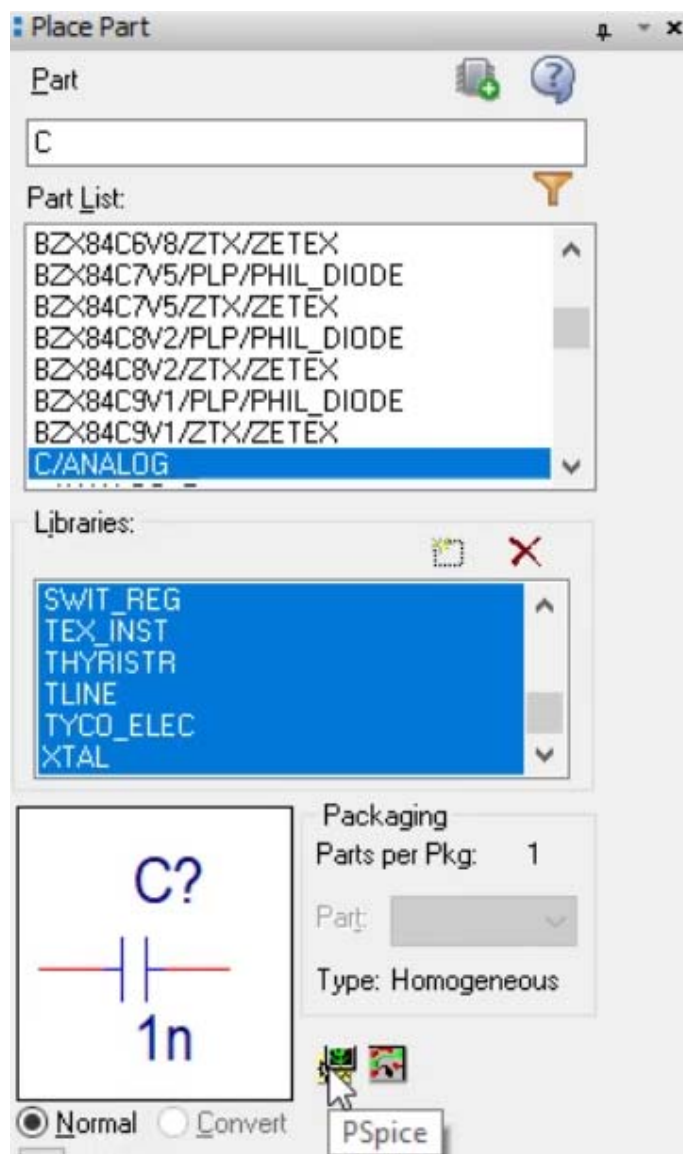 Place Part
Part
C
Part List:
BZX84C6V8/ZTX/ZETEX
BZX84C7V5/PLP/PHIL_DIODE
BZX84C7V5/ZTX/ZETEX
BZX84C8V2/PLP/PHIL_DIODE
BZX84C8V2/ZTX/ZETEX
BZX84C9V1/PLP/PHIL_DIODE
BZX84C9V1/ZTX/ZETEX
C/ANALOG
Libraries:
SWIT_REG
TEX_INST
THYRISTR
TLINE
TYCO_ELEC
XTAL
C?
1n
Packaging
Parts per Pkg: 1
Part:
Type: Homogeneous
Normal Convert
PSpice